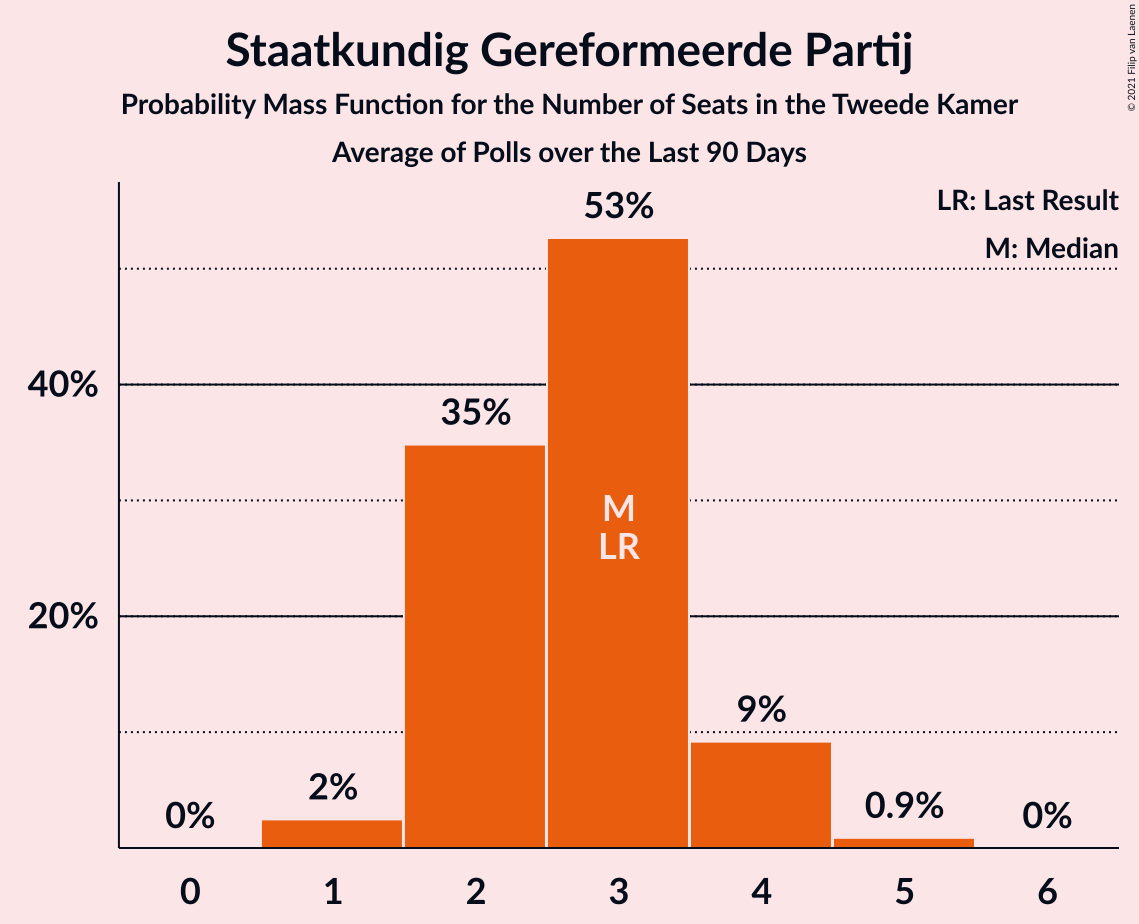 Staatkundig Gereformeerde Partij
Probability Mass Function for the Number of Seats in the Tweede Kamer
Average of Polls over the Last 90 Days
© 2021 Filip van Laenen
LR: Last Result
M: Median
53%
40%
35%
M
LR
20%
9%
2%
0.9%
0%
0%
0 1 2 3 4 5 6